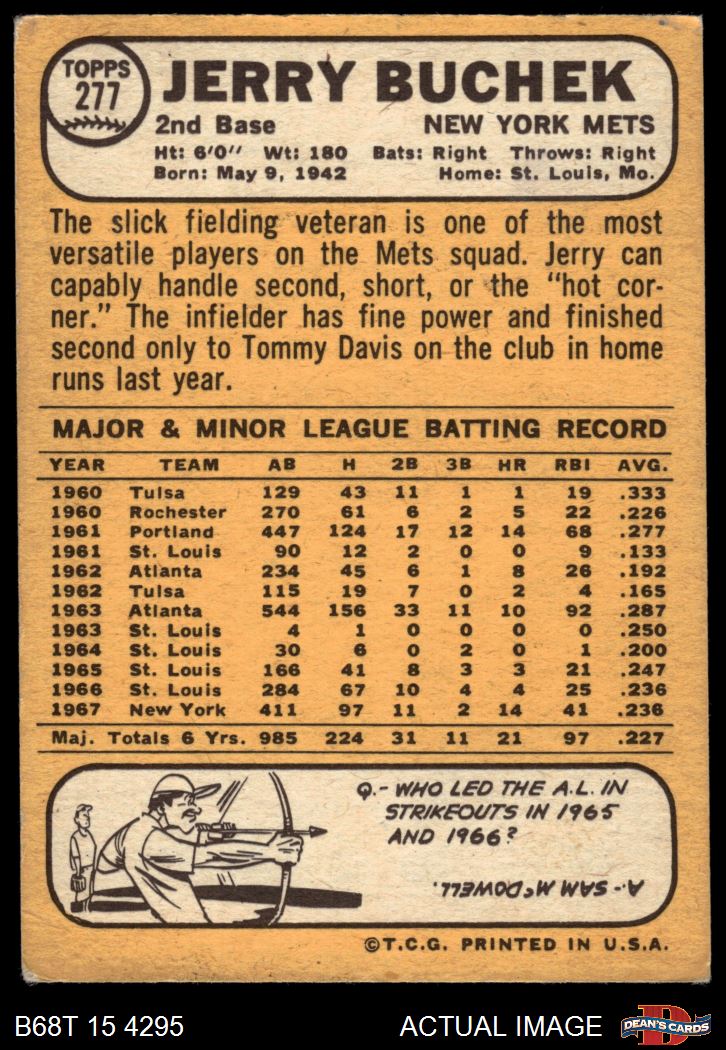 TOPPS
277
JERRY BUCHEK
2nd Base NEW YORK METS
Ht: 6'0" Wt: 180 Bats: Right Throws: Right
Born: May 9, 1942 Home: St. Louis, Mo.
The slick fielding veteran is one of the most
versatile players on the Mets squad. Jerry can
capably handle second, short, or the "hot cor-
ner." The infielder has fine power and finished
second only to Tommy Davis on the club in home
runs last year.
MAJOR & MINOR LEAGUE BATTING RECORD
YEAR TEAM AB H 2B 3B HR RBI AVG.
1960 Tulsa 129 43 11 1 1 19 .333
1960 Rochester 270 61 6 2 5 22 .226
1961 Portland 447 124 17 12 14 68 .277
1961 St. Louis 90 12 2 0 0 9 .133
1962 Atlanta 234 45 6 1 8 26 .192
1962 Tulsa 115 19 7 0 2 4 .165
1963 Atlanta 544 156 33 11 10 92 .287
1963 St. Louis 4 1 0 0 0 0 .250
1964 St. Louis 30 6 0 2 0 1 .200
1965 St. Louis 166 41 8 3 3 21 .247
1966 St. Louis 284 67 10 4 4 25 .236
1967 New York 411 97 11 2 14 41 .236
Maj. Totals 6 Yrs. 985 224 31 11 21 97 .227
Q.- WHO LED THE A.L. IN
STRIKEOUTS IN 1965
AND 1966?
A.- SAM McDOWELL.
©T.C.G. PRINTED IN U.S.A.
B68T 15 4295 ACTUAL IMAGE
D
DEAN'S CARDS